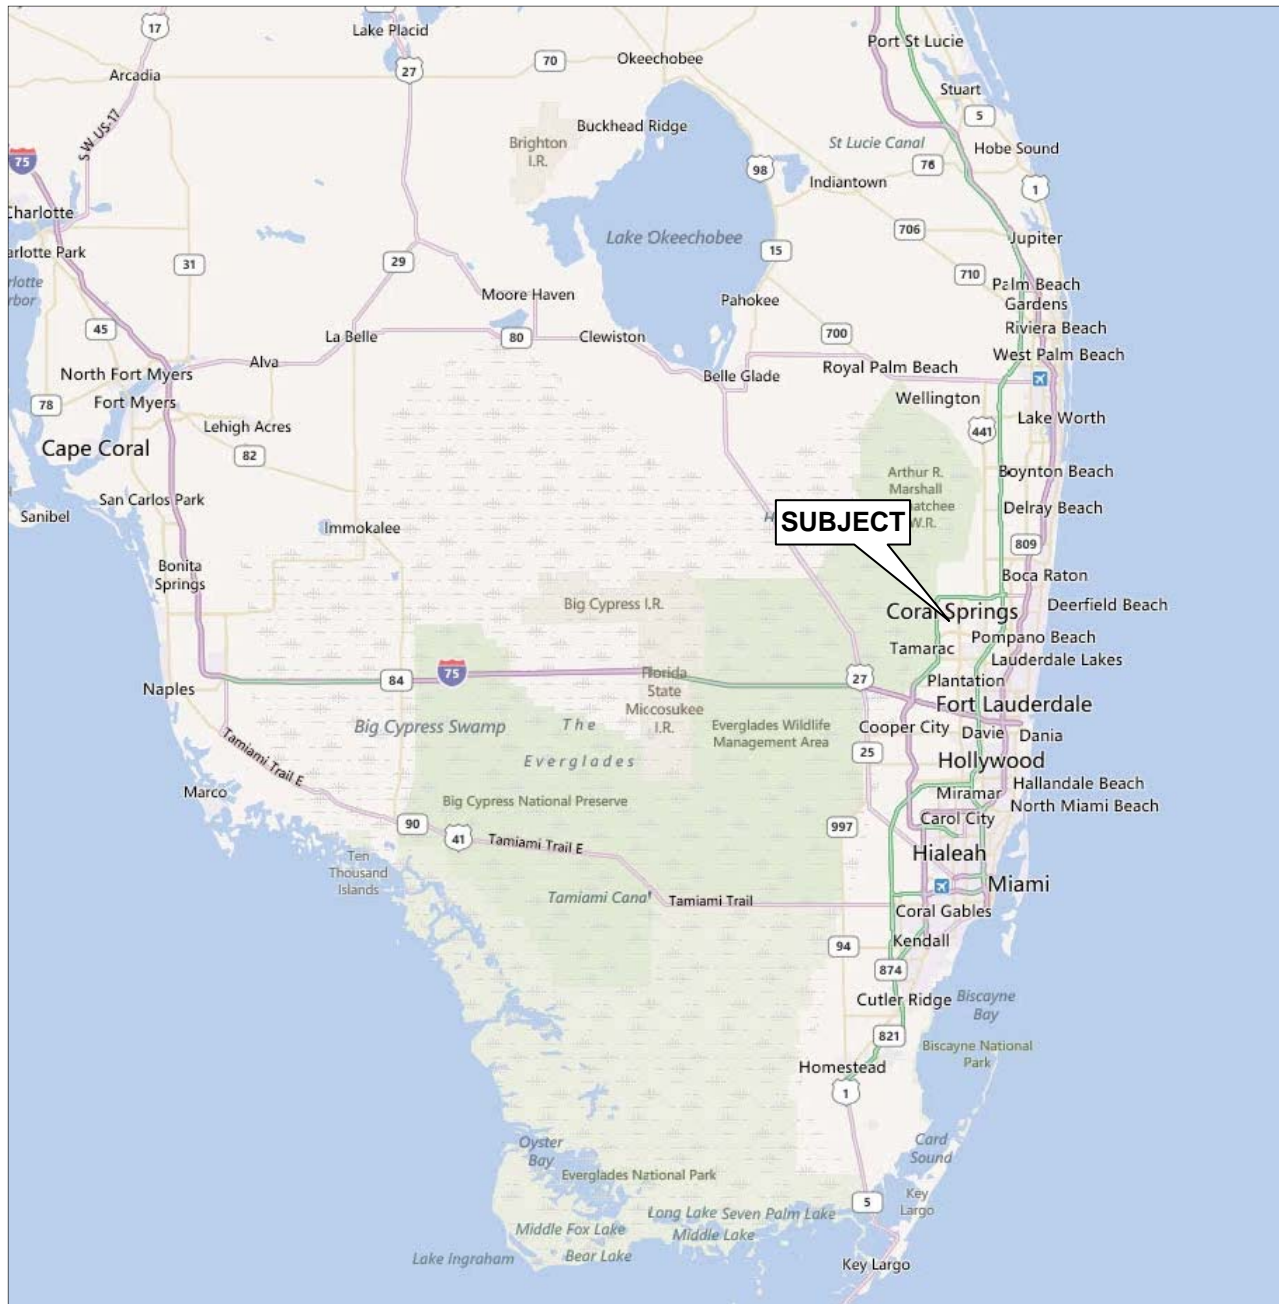 17
Lake Placid
Port St Lucie
70
Okeechobee
27
Arcadia
Stuart
5
S W US-17
Buckhead Ridge
Brighton
I.R.
St Lucie Canal
Hobe Sound
75
98
76
Indiantown
1
Charlotte
706
Jupiter
Lake Okeechobee
arlotte Park
15
31
29
710
rlotte
rbor
Palm Beach
Gardens
Moore Haven
Pahokee
45
Riviera Beach
La Belle
80
Clewiston
700
West Palm Beach
Alva
Royal Palm Beach
North Fort Myers
Belle Glade
Wellington
78
Fort Myers
Lake Worth
Lehigh Acres
441
Cape Coral
82
Boynton Beach
Arthur R.
Marshall
hatchee
W.R.
San Carlos Park
Delray Beach
Sanibel
H
SUBJECT
Immokalee
809
Bonita
Springs
Boca Raton
Big Cypress I.R.
Deerfield Beach
Coral Springs
Pompano Beach
Tamarac
Lauderdale Lakes
84
75
Florida
State
Miccosukee
I.R.
27
Plantation
Naples
Fort Lauderdale
Big Cypress Swamp
The
Everglades
Everglades Wildlife
Management Area
Cooper City
Davie
Dania
Tamiami Trail E
25
Hollywood
Marco
Hallandale Beach
Big Cypress National Preserve
Miramar
North Miami Beach
90
41
997
Carol City
Tamiami Trail E
Ten
Thousand
Islands
Hialeah
Miami
Tamiami Canal
Tamiami Trail
Coral Gables
94
Kendall
874
Cutler Ridge
Biscayne
Bay
821
Biscayne National
Park
Homestead
1
Oyster
Bay
Card
Sound
Everglades National Park
5
Key
Largo
Long Lake
Seven Palm Lake
Middle Fox Lake
Middle Lake
Lake Ingraham
Bear Lake
Key Largo